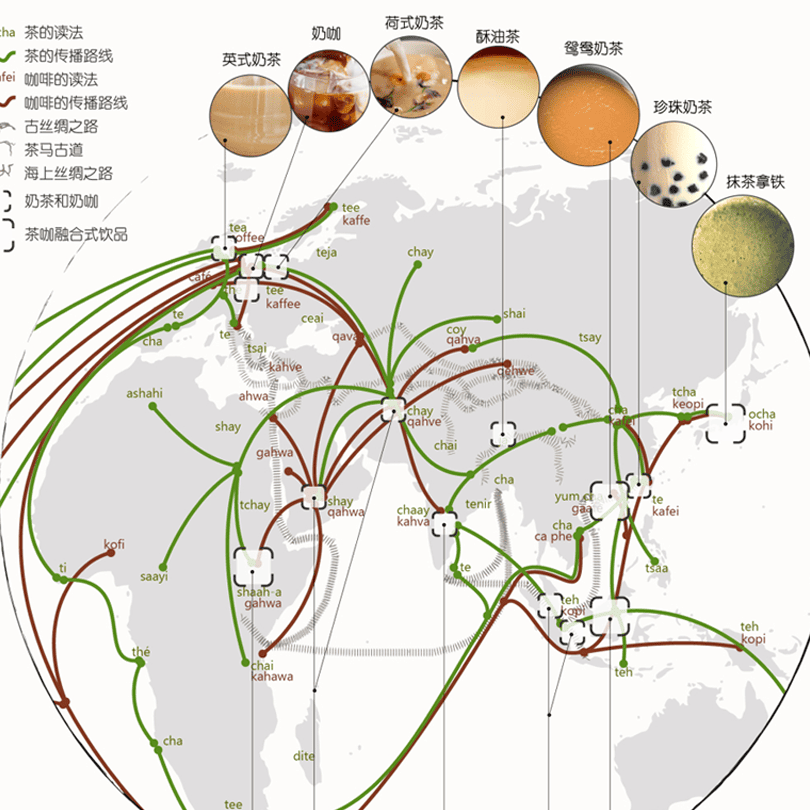 英式奶茶
奶咖
荷式奶茶
酥油茶
鸳鸯奶茶
珍珠奶茶
抹茶拿铁
cha 茶的读法
茶的传播路线
kafei 咖啡的读法
咖啡的传播路线
古丝绸之路
茶马古道
海上丝绸之路
奶茶和奶咖
茶咖融合式饮品
tee
kaffe
tea
teja
chay
café
tee
kaffee
te
cha
te
ceai
shai
coy
qahva
tsay
qava
tsai
kahve
qehwe
ashahi
ahwa
chay
qahve
cha
kafei
tcha
keopi
ocha
kohi
shay
gahwa
chai
tchay
shay
qahwa
cha
tenir
chaay
kahva
te
kafei
cha
ca phe
kofi
ti
saayi
te
tsaa
shaah-a
gahwa
teh
kopi
teh
kopi
thé
chai
kahawa
teh
cha
dite
tee